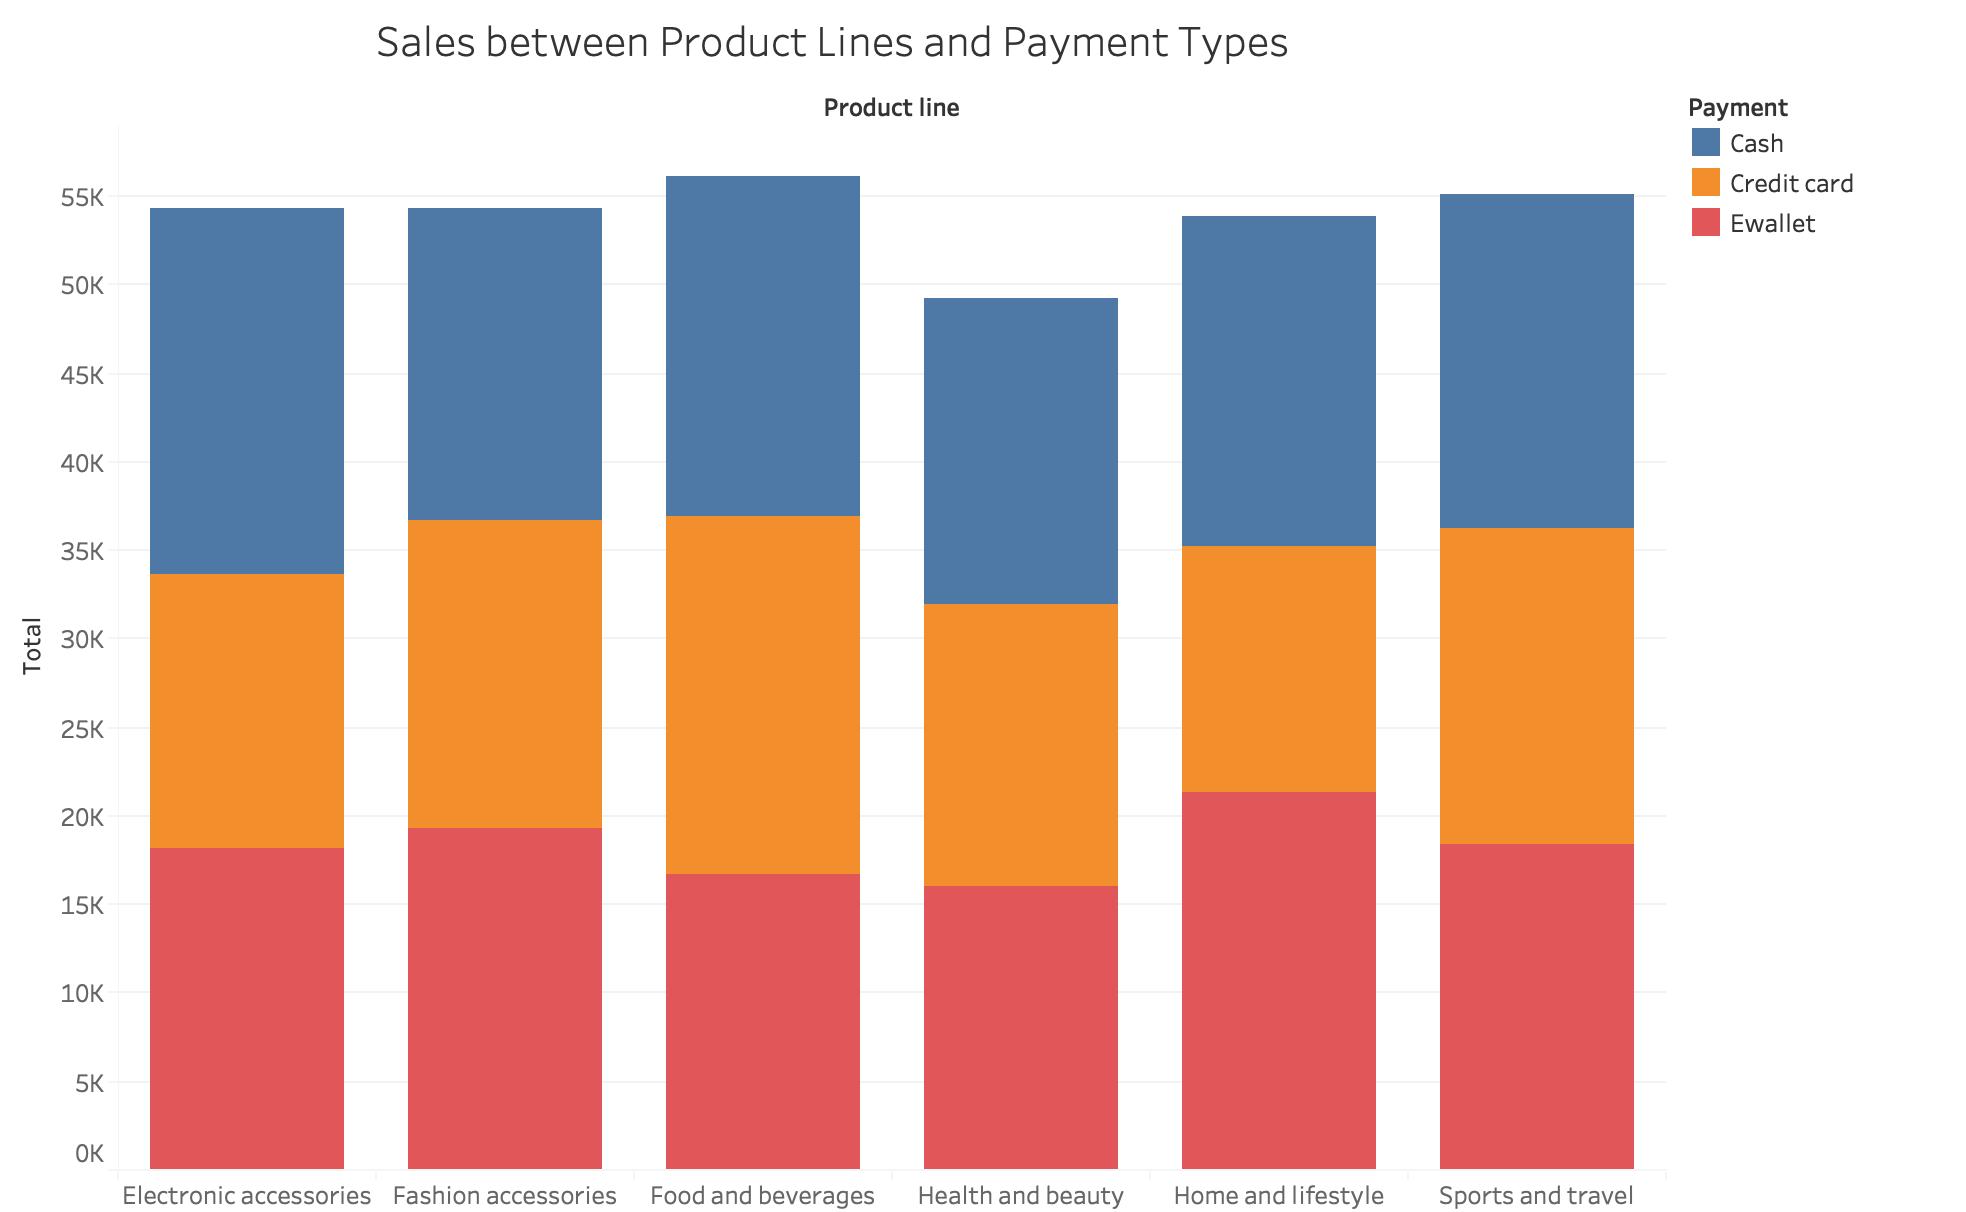 Sales between Product Lines and Payment Types
Product line
Payment
Cash
Credit card
Ewallet
Total
55K
50K
45K
40K
35K
30K
25K
20K
15K
10K
5K
0K
Electronic accessories
Fashion accessories
Food and beverages
Health and beauty
Home and lifestyle
Sports and travel